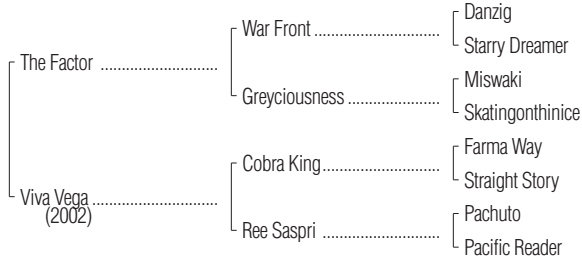 Danzig
War Front
Starry Dreamer
The Factor
Miswaki
Greyciousness
Skatingonthinice
Farma Way
Cobra King
Straight Story
Viva Vega
(2002)
Pachuto
Ree Saspri
Pacific Reader